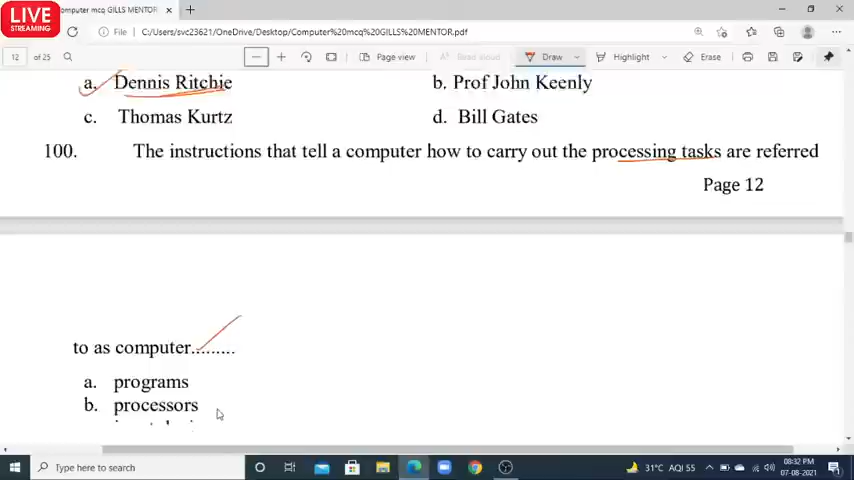 LIVE
STREAMING
omputer mcq GILLS MENTOR.pdf
File
C:/Users/svc23621/OneDrive/Desktop/Computer%20mcq%20GILLS%20MENTOR.pdf
12 of 25
Page view
Read aloud
Draw
Highlight
Erase
a. Dennis Ritchie b. Prof John Keenly
c. Thomas Kurtz d. Bill Gates
100. The instructions that tell a computer how to carry out the processing tasks are referred
Page 12
to as computer.........
a. programs
b. processors
Type here to search
31°C AQI 55
08:32 PM
07-08-2021